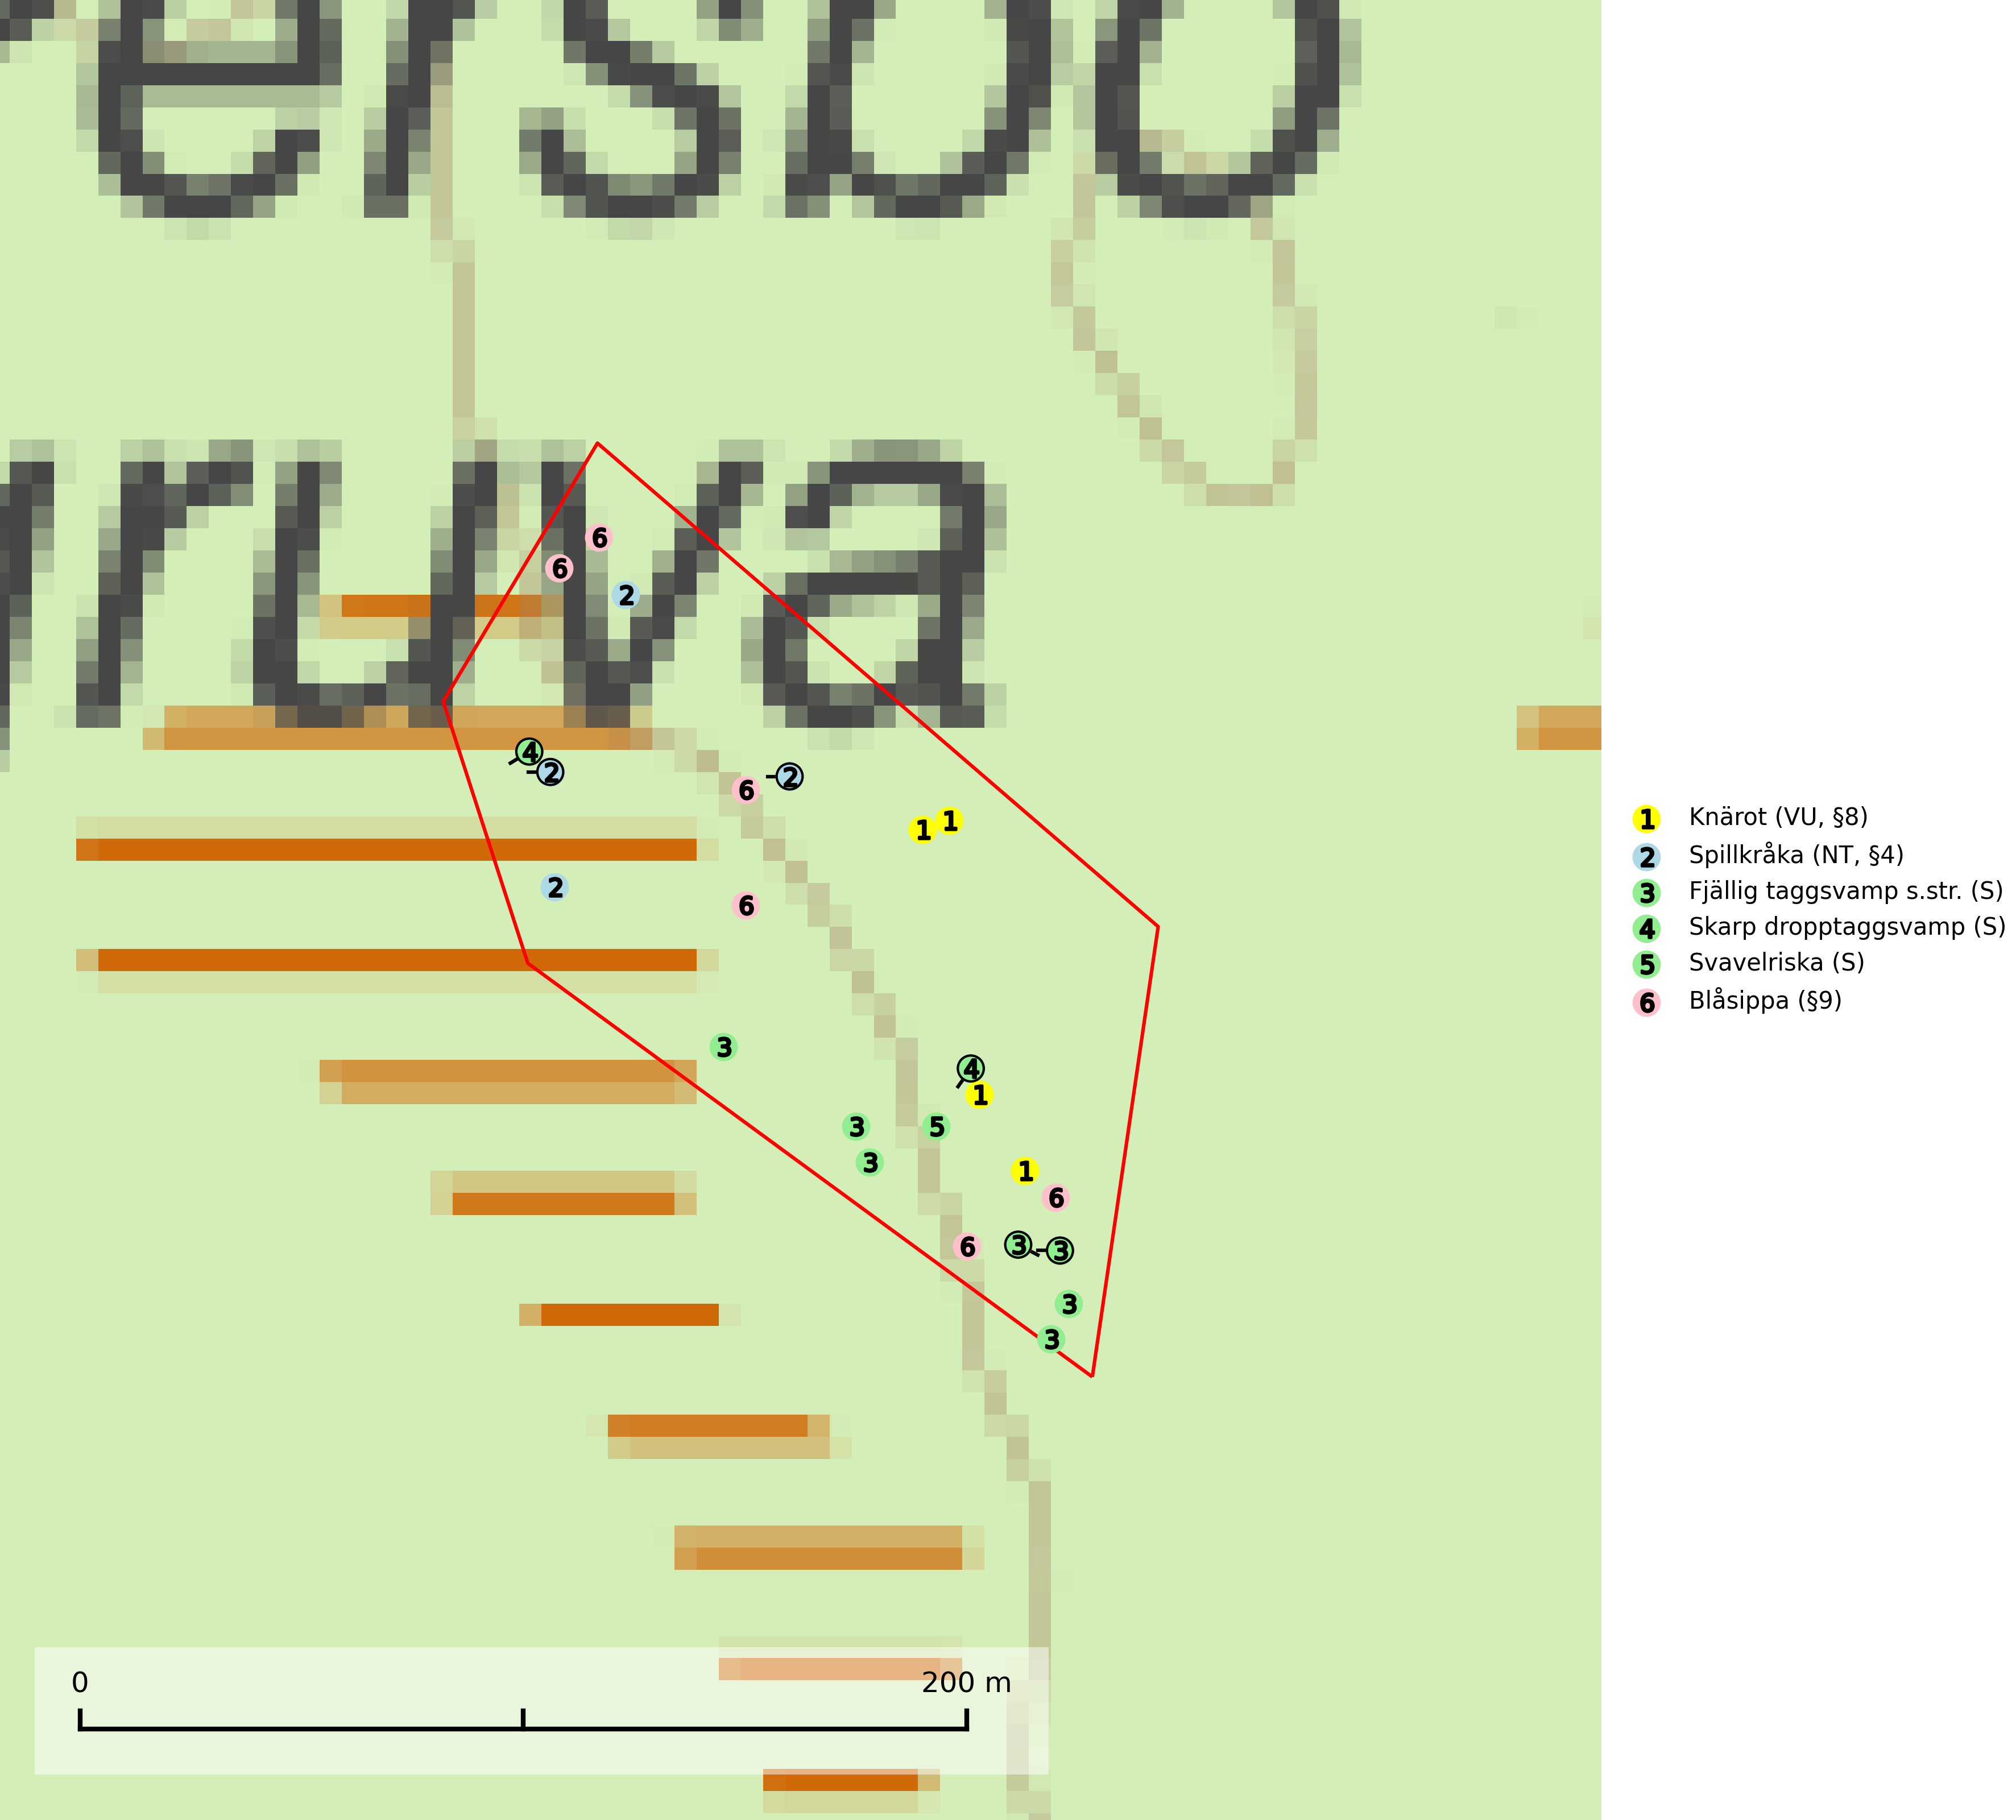 ersbo
ruva
6
6
2
4
2
6
2
1
1
2
6
3
4
1
3
5
3
1
6
6
3
3
3
3
1 Knärot (VU, §8)
2 Spillkråka (NT, §4)
3 Fjällig taggsvamp s.str. (S)
4 Skarp dropptaggsvamp (S)
5 Svavelriska (S)
6 Blåsippa (§9)
0 200 m